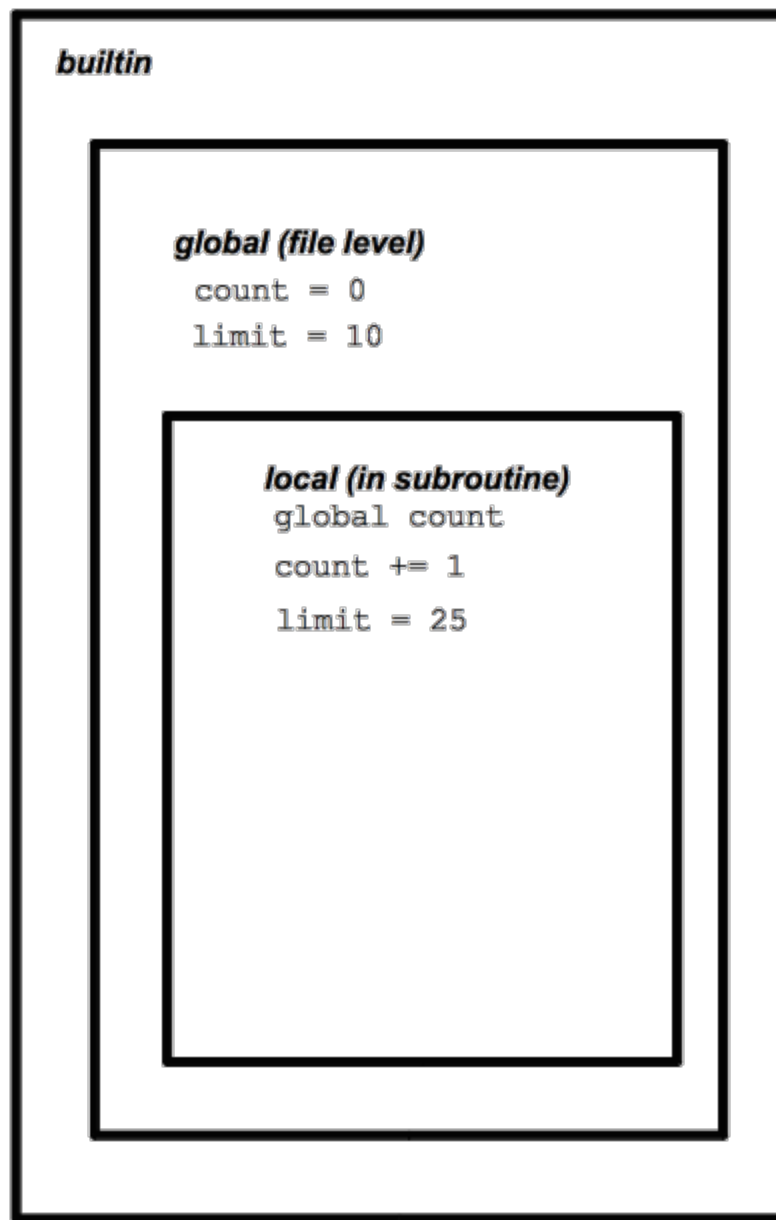 builtin
global (file level)
count = 0
limit = 10
local (in subroutine)
global count
count += 1
limit = 25